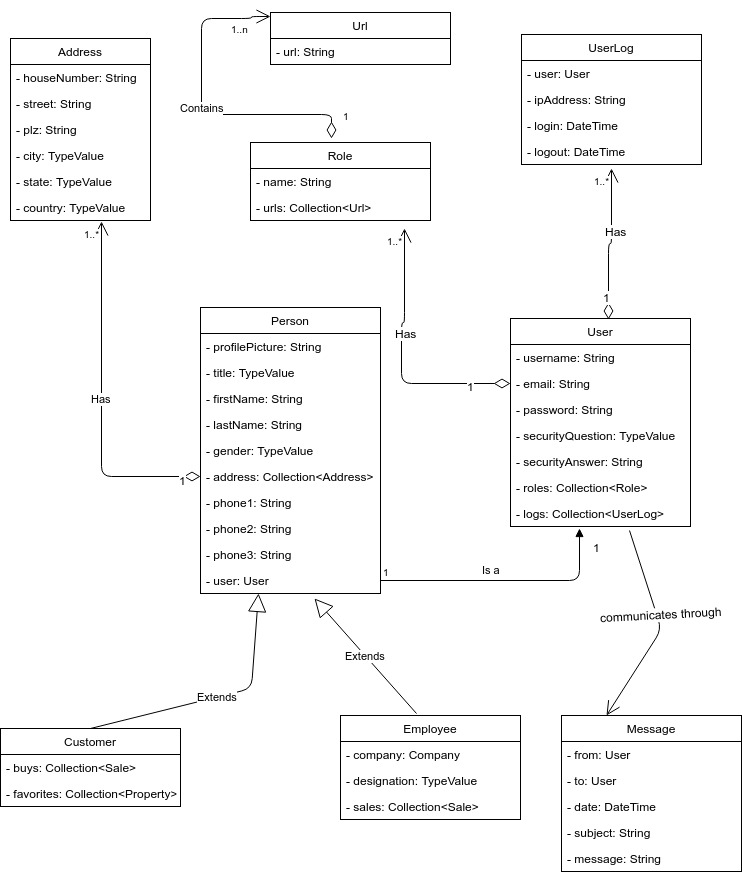 Url
- url: String
1..n
Contains
1
Address
- houseNumber: String
- street: String
- plz: String
- city: TypeValue
- state: TypeValue
- country: TypeValue
1..*
Role
- name: String
- urls: Collection<Url>
1..*
UserLog
- user: User
- ipAddress: String
- login: DateTime
- logout: DateTime
1..*
Has
1
Has
1
Has
1
Person
- profilePicture: String
- title: TypeValue
- firstName: String
- lastName: String
- gender: TypeValue
- address: Collection<Address>
- phone1: String
- phone2: String
- phone3: String
- user: User
User
- username: String
- email: String
- password: String
- securityQuestion: TypeValue
- securityAnswer: String
- roles: Collection<Role>
- logs: Collection<UserLog>
1
Is a
1
communicates through
Extends
Extends
Customer
- buys: Collection<Sale>
- favorites: Collection<Property>
Employee
- company: Company
- designation: TypeValue
- sales: Collection<Sale>
Message
- from: User
- to: User
- date: DateTime
- subject: String
- message: String